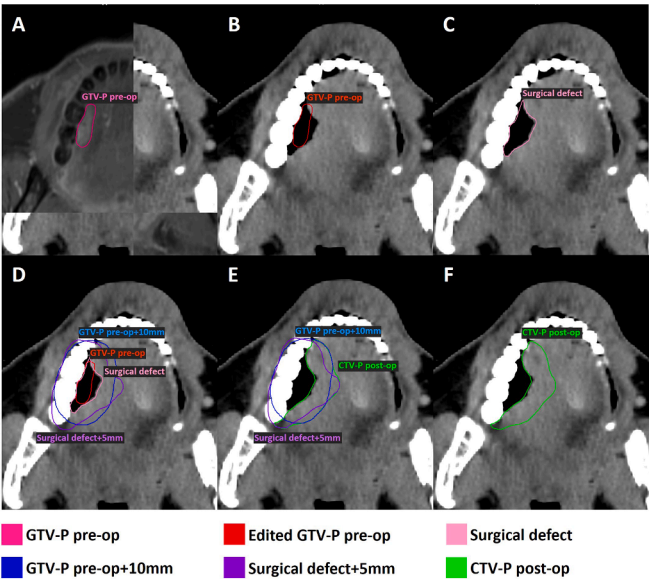 A
GTV-P pre-op
B
GTV-P pre-op
C
Surgical defect
D
GTV-P pre-op+10mm
GTV-P pre-op
Surgical defect
Surgical defect+5mm
E
GTV-P pre-op+10mm
CTV-P post-op
Surgical defect+5mm
F
CTV-P post-op
GTV-P pre-op
Edited GTV-P pre-op
Surgical defect
GTV-P pre-op+10mm
Surgical defect+5mm
CTV-P post-op